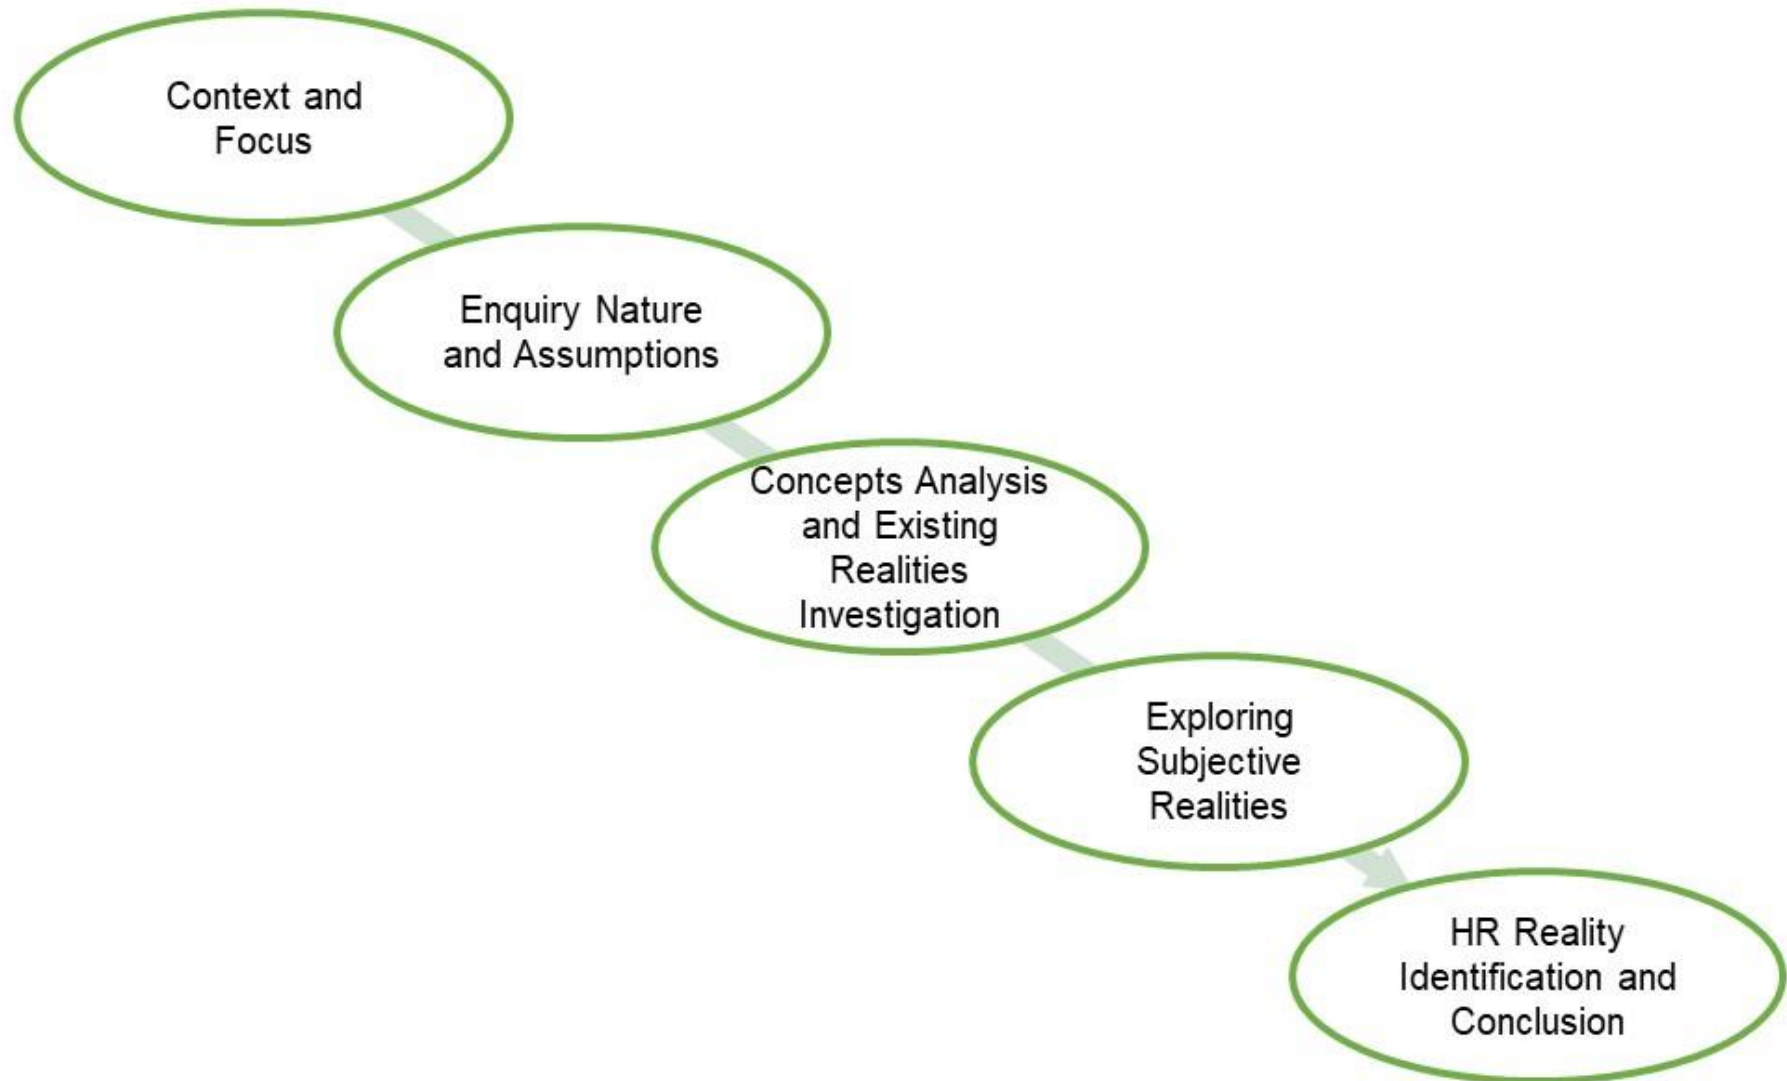 Context and
Focus
Enquiry Nature
and Assumptions
Concepts Analysis
and Existing
Realities
Investigation
Exploring
Subjective
Realities
HR Reality
Identification and
Conclusion